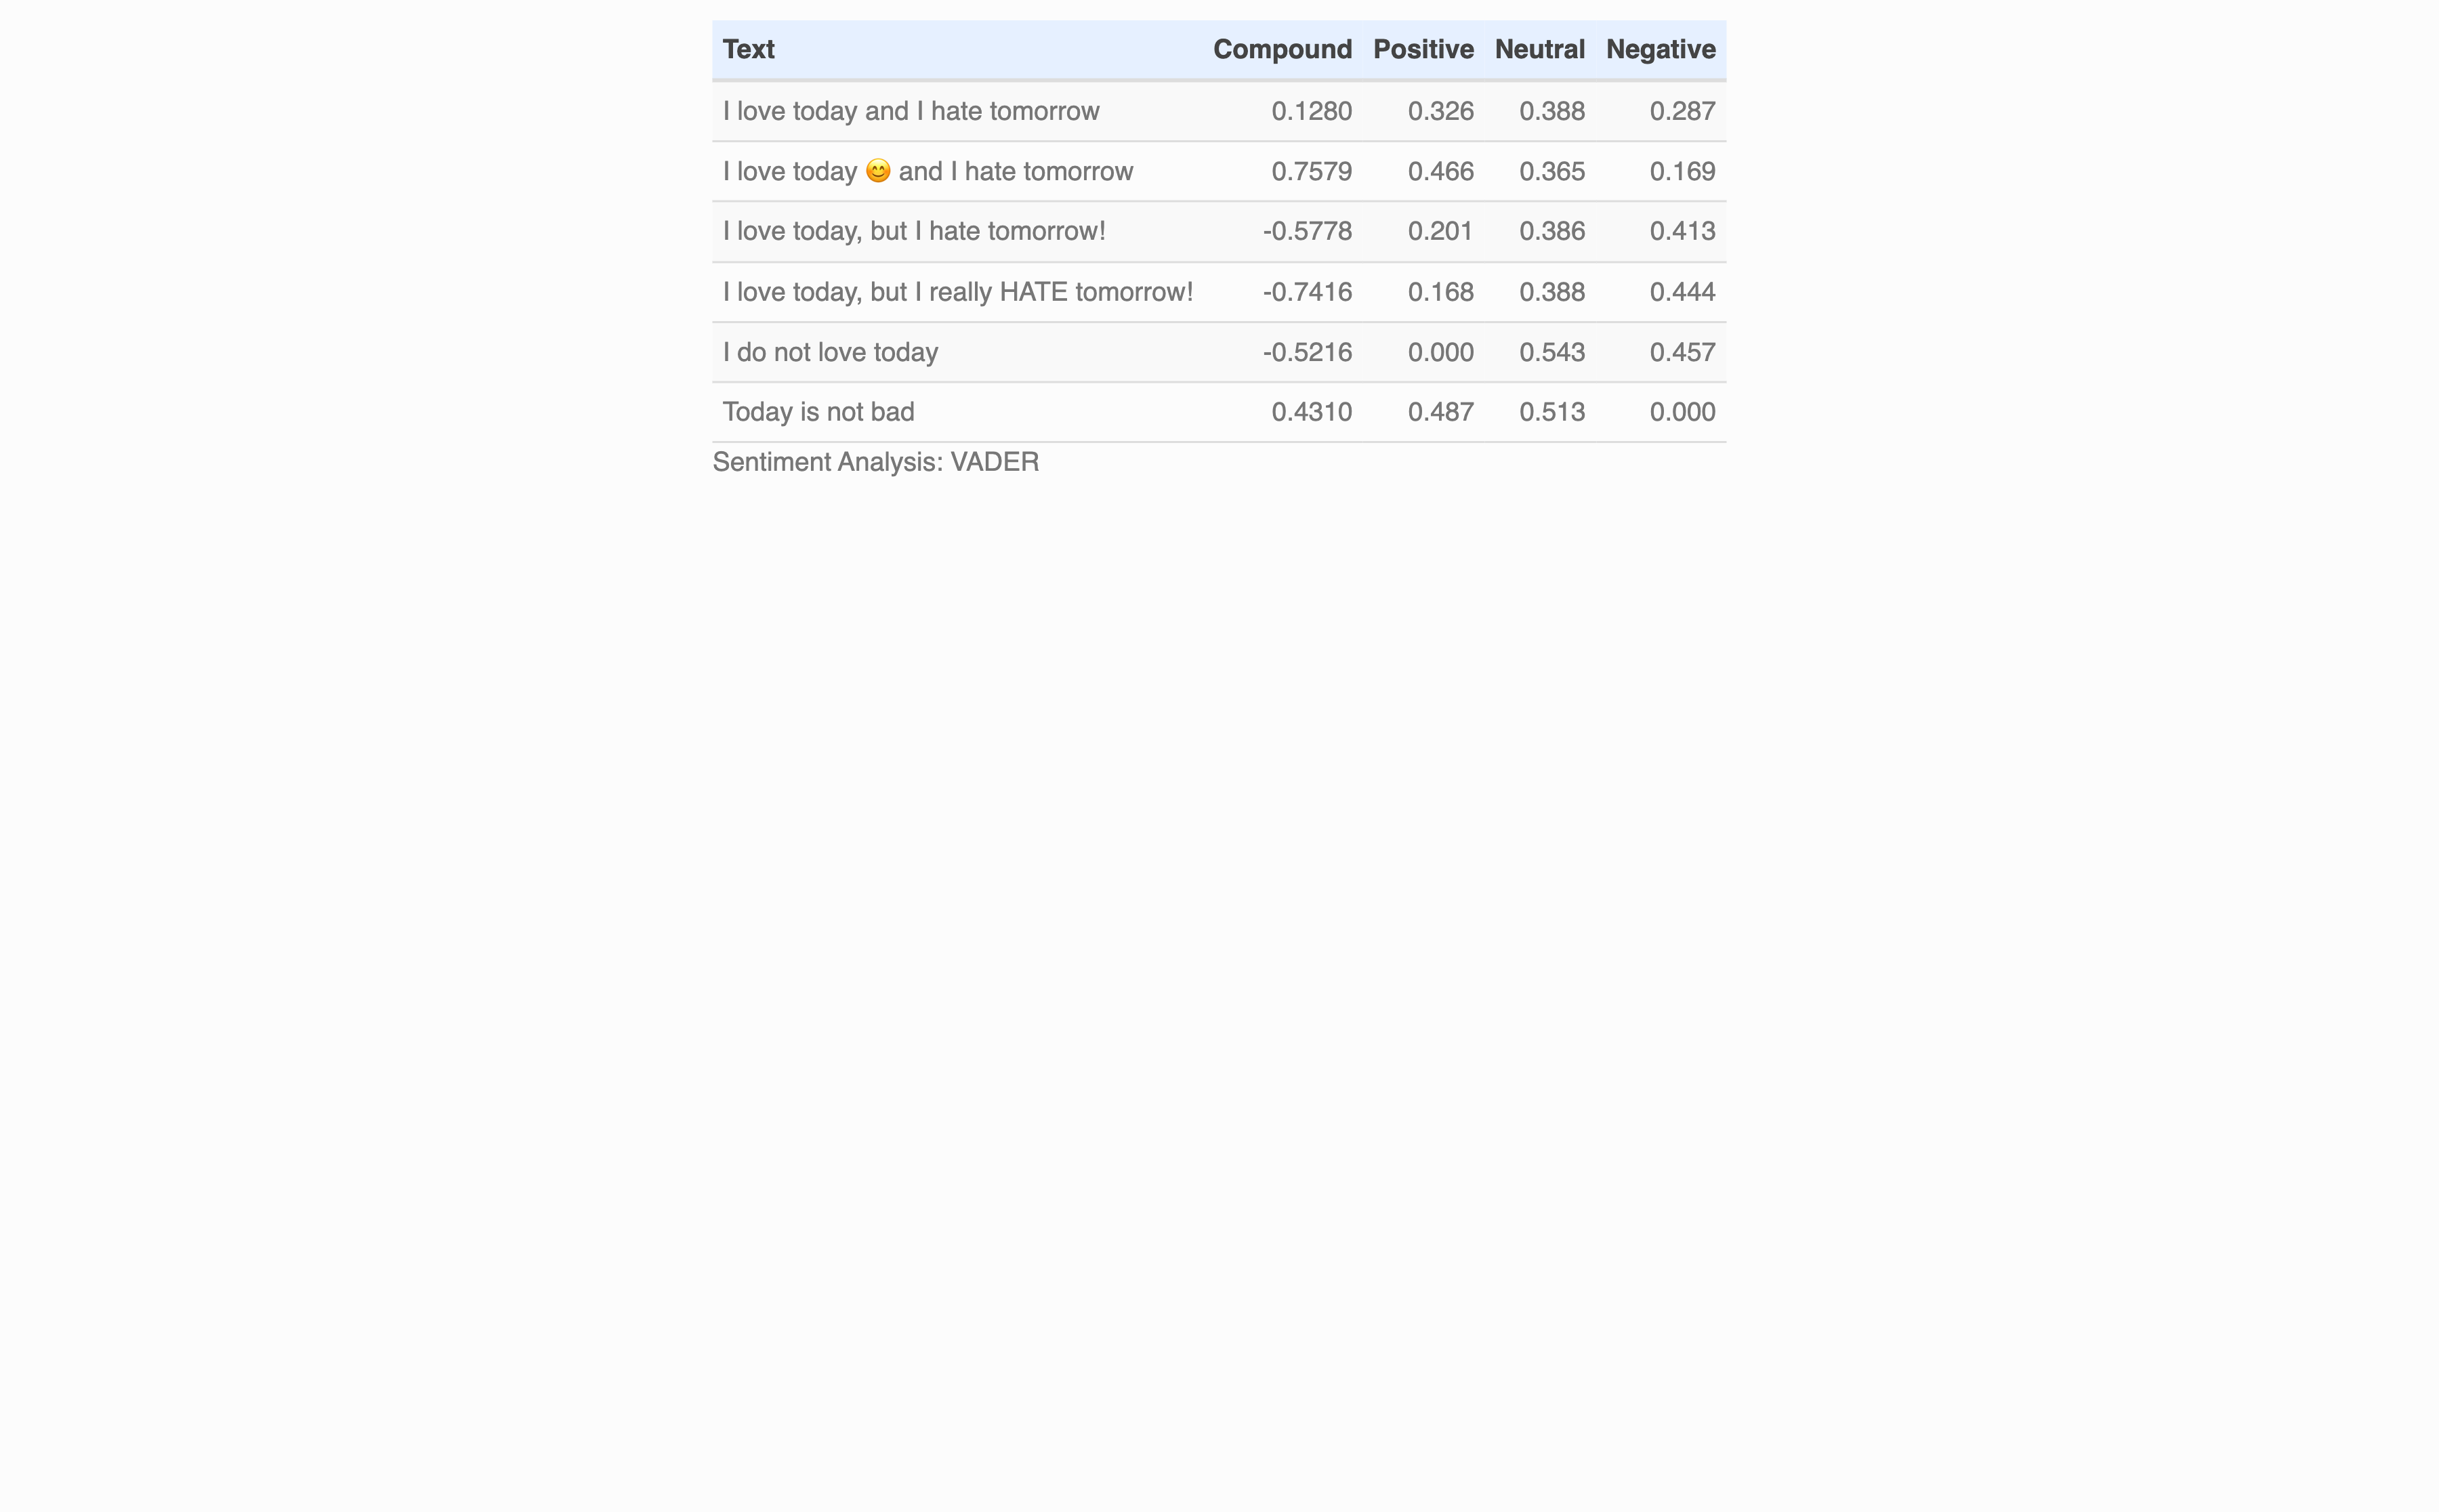 Text Compound Positive Neutral Negative
I love today and I hate tomorrow 0.1280 0.326 0.388 0.287
I love today 😊 and I hate tomorrow 0.7579 0.466 0.365 0.169
I love today, but I hate tomorrow! -0.5778 0.201 0.386 0.413
I love today, but I really HATE tomorrow! -0.7416 0.168 0.388 0.444
I do not love today -0.5216 0.000 0.543 0.457
Today is not bad 0.4310 0.487 0.513 0.000
Sentiment Analysis: VADER